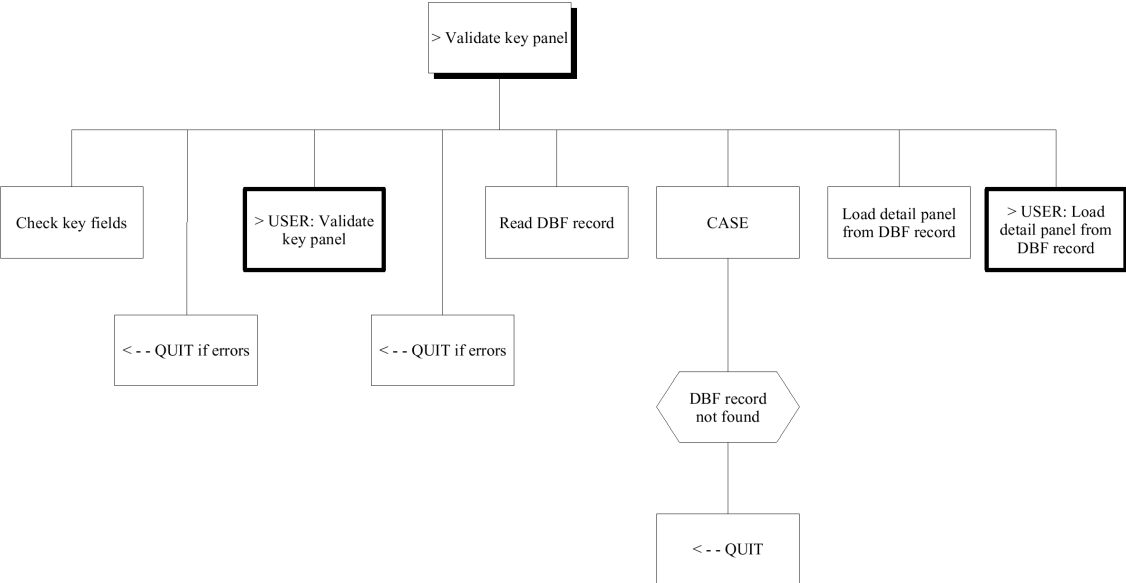 > Validate key panel
Check key fields
> USER: Validate
key panel
Read DBF record
CASE
Load detail panel
from DBF record
> USER: Load
detail panel from
DBF record
< - - QUIT if errors
< - - QUIT if errors
DBF record
not found
< - - QUIT